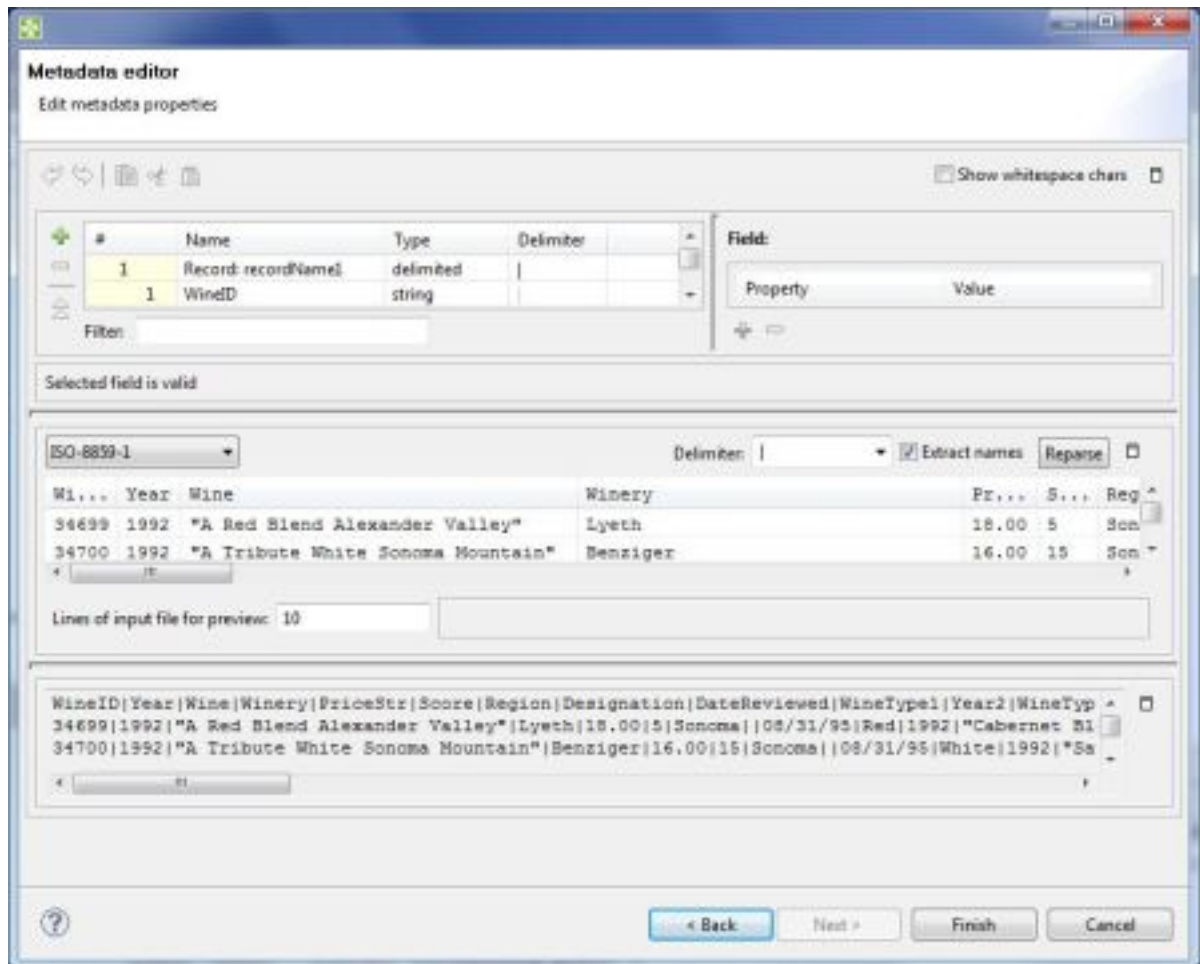 Metadata editor
Edit metadata properties
Show whitespace chars
# Name Type Delimiter
1 Record: recordName1 delimited |
1 WineID string |
Filter:
Field:
Property Value
Selected field is valid
ISO-8859-1 Delimiter: | Extract names Reparse
Wi... Year Wine Winery Pr... S... Reg
34699 1992 "A Red Blend Alexander Valley" Lyeth 18.00 5 Son
34700 1992 "A Tribute White Sonoma Mountain" Benziger 16.00 15 Son
Lines of input file for preview: 10
WineID|Year|Wine|Winery|PriceStr|Score|Region|Designation|DateReviewed|WineType1|Year2|WineTyp
34699|1992|"A Red Blend Alexander Valley"|Lyeth|18.00|5|Sonoma||08/31/95|Red|1992|"Cabernet Bl
34700|1992|"A Tribute White Sonoma Mountain"|Benziger|16.00|15|Sonoma||08/31/95|White|1992|"Sa
? < Back Next > Finish Cancel